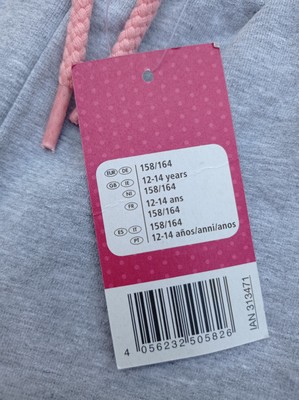 EUR DE 158/164
GB IE 12-14 years
NI 158/164
FR 12-14 ans
158/164
ES IT 158/164
PT 12-14 años/anni/anos
4 056232 505826
IAN 313471